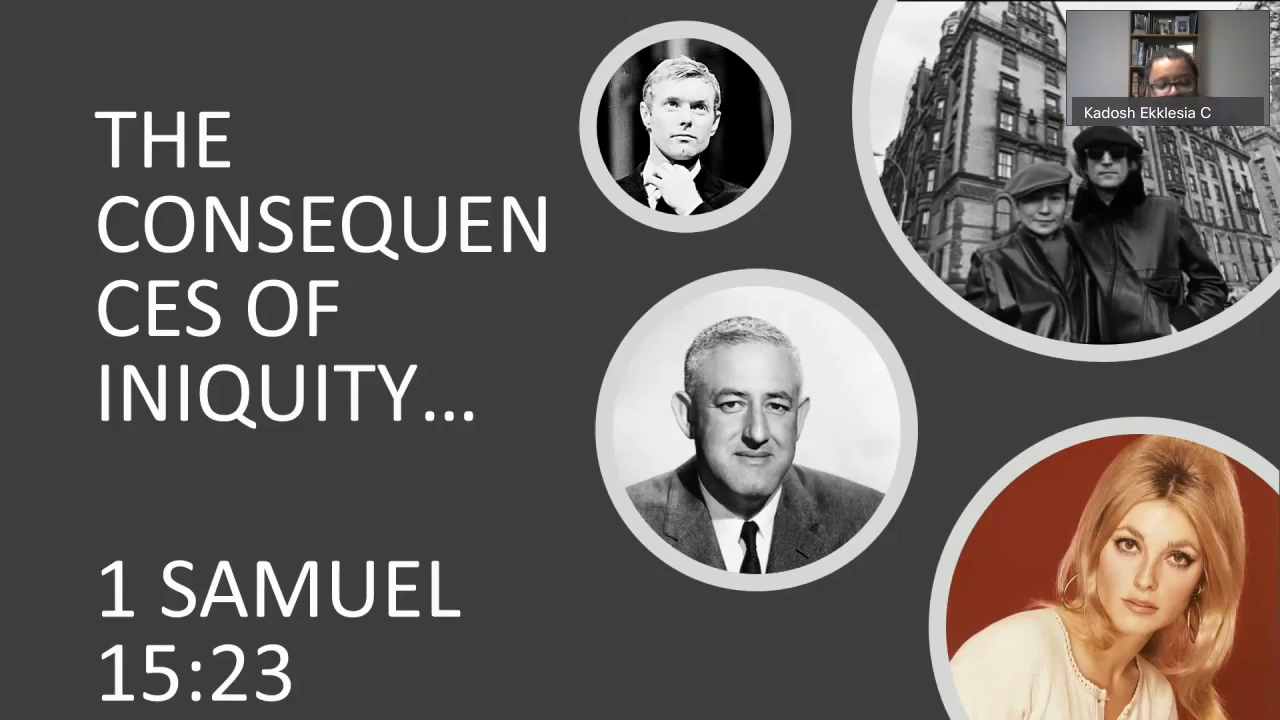 THE
CONSEQUEN
CES OF
INIQUITY...
1 SAMUEL
15:23
Kadosh Ekklesia C